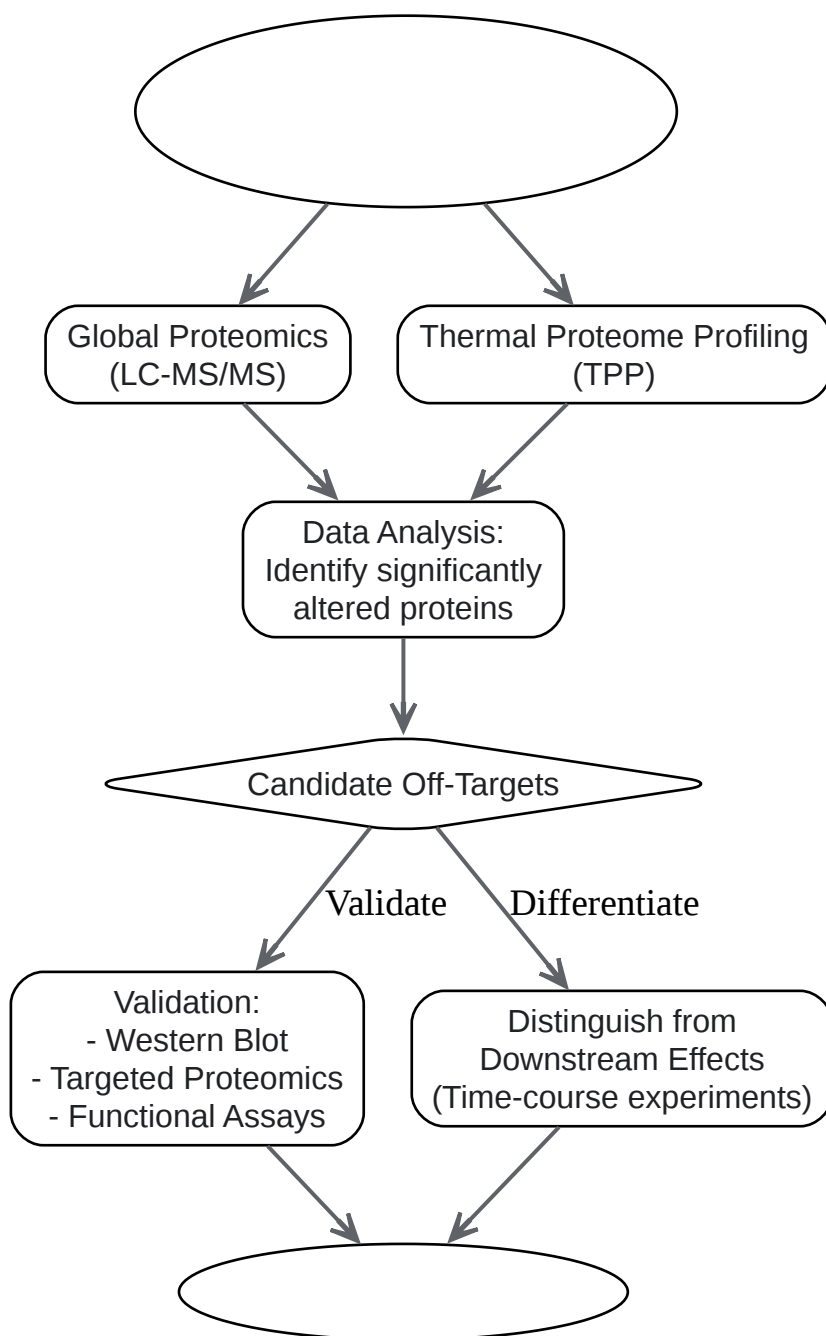 Global Proteomics
(LC-MS/MS)
Thermal Proteome Profiling
(TPP)
Data Analysis:
Identify significantly
altered proteins
Candidate Off-Targets
Validate
Differentiate
Validation:
- Western Blot
- Targeted Proteomics
- Functional Assays
Distinguish from
Downstream Effects
(Time-course experiments)